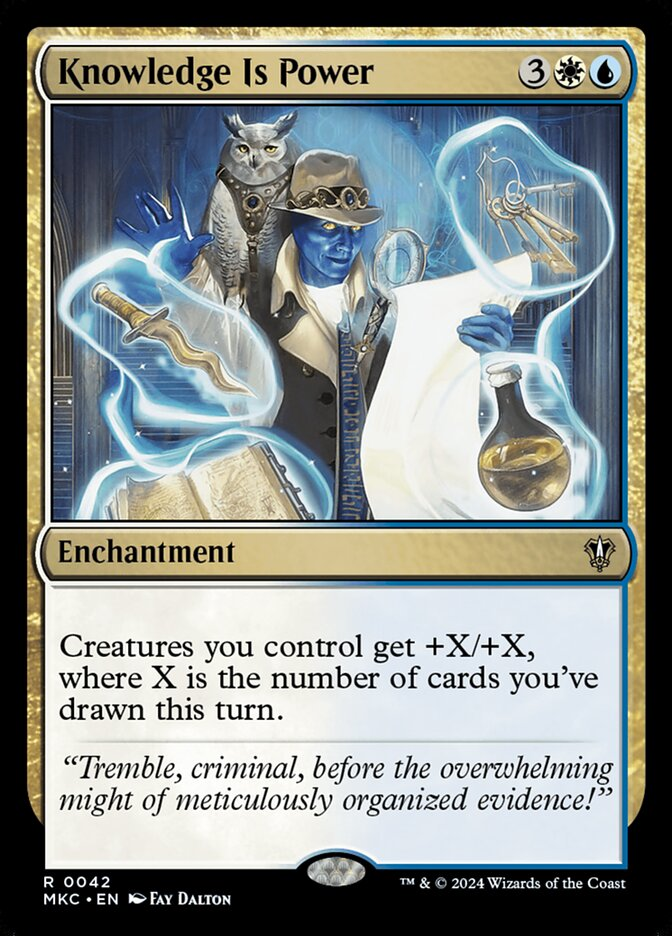 Knowledge Is Power 3
Enchantment
Creatures you control get +X/+X,
where X is the number of cards you've
drawn this turn.
“Tremble, criminal, before the overwhelming
might of meticulously organized evidence!”
R 0042
MKC • EN Fay Dalton
™ & © 2024 Wizards of the Coast